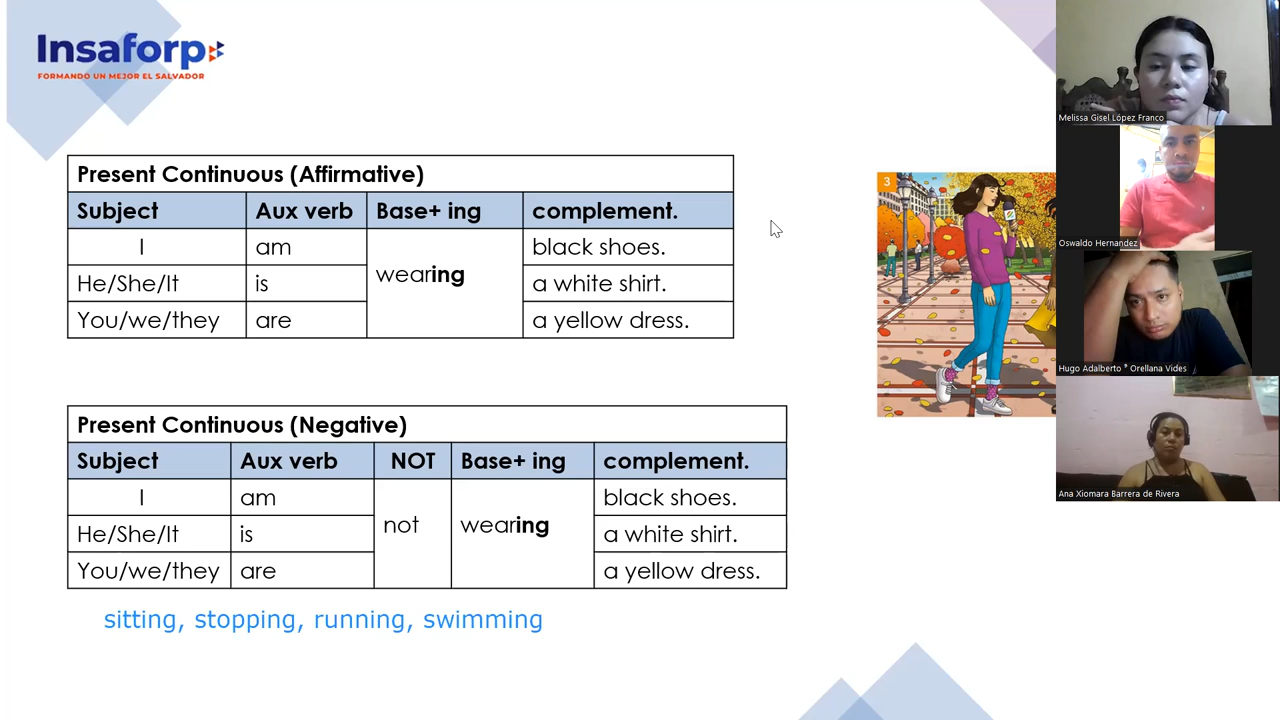 Insaforp
FORMANDO UN MEJOR EL SALVADOR
Present Continuous (Affirmative)
Subject Aux verb Base+ ing complement.
I am wearing black shoes.
He/She/It is a white shirt.
You/we/they are a yellow dress.
Present Continuous (Negative)
Subject Aux verb NOT Base+ ing complement.
I am not wearing black shoes.
He/She/It is a white shirt.
You/we/they are a yellow dress.
sitting, stopping, running, swimming
3
Melissa Gisel López Franco
Oswaldo Hernandez
Hugo Adalberto * Orellana Vides
Ana Xiomara Barrera de Rivera